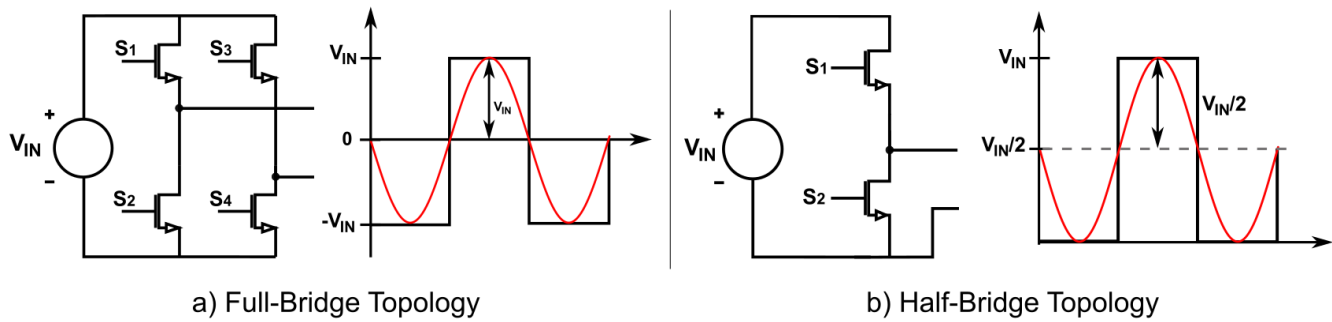 S1
S3
+
VIN
−
S2
S4
VIN
VIN
0
-VIN
a) Full-Bridge Topology
S1
+
VIN
−
S2
VIN
VIN/2
VIN/2
b) Half-Bridge Topology